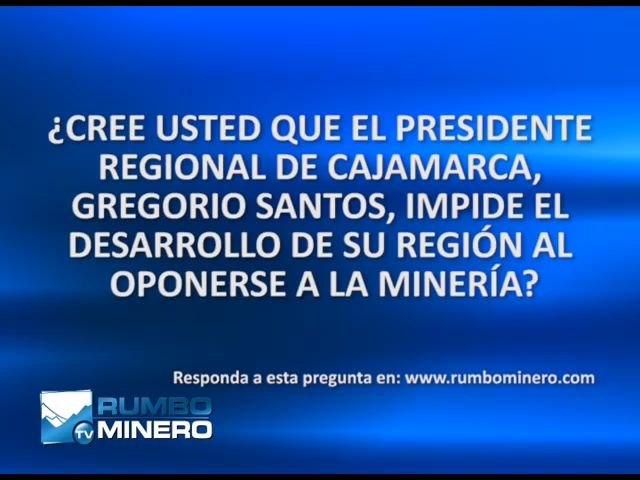 ¿CREE USTED QUE EL PRESIDENTE
REGIONAL DE CAJAMARCA,
GREGORIO SANTOS, IMPIDE EL
DESARROLLO DE SU REGIÓN AL
OPONERSE A LA MINERÍA?
Responda a esta pregunta en: www.rumbominero.com
RUMBO
TV MINERO